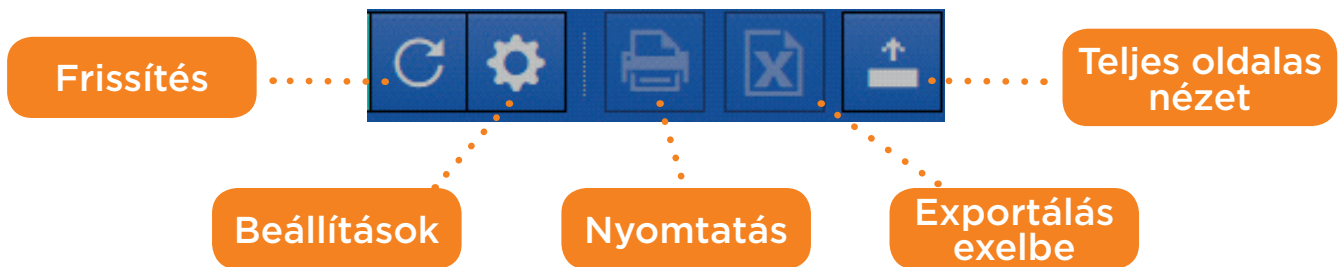 Frissítés
Teljes oldalas
nézet
Beállítások
Nyomtatás
Exportálás
exelbe
X